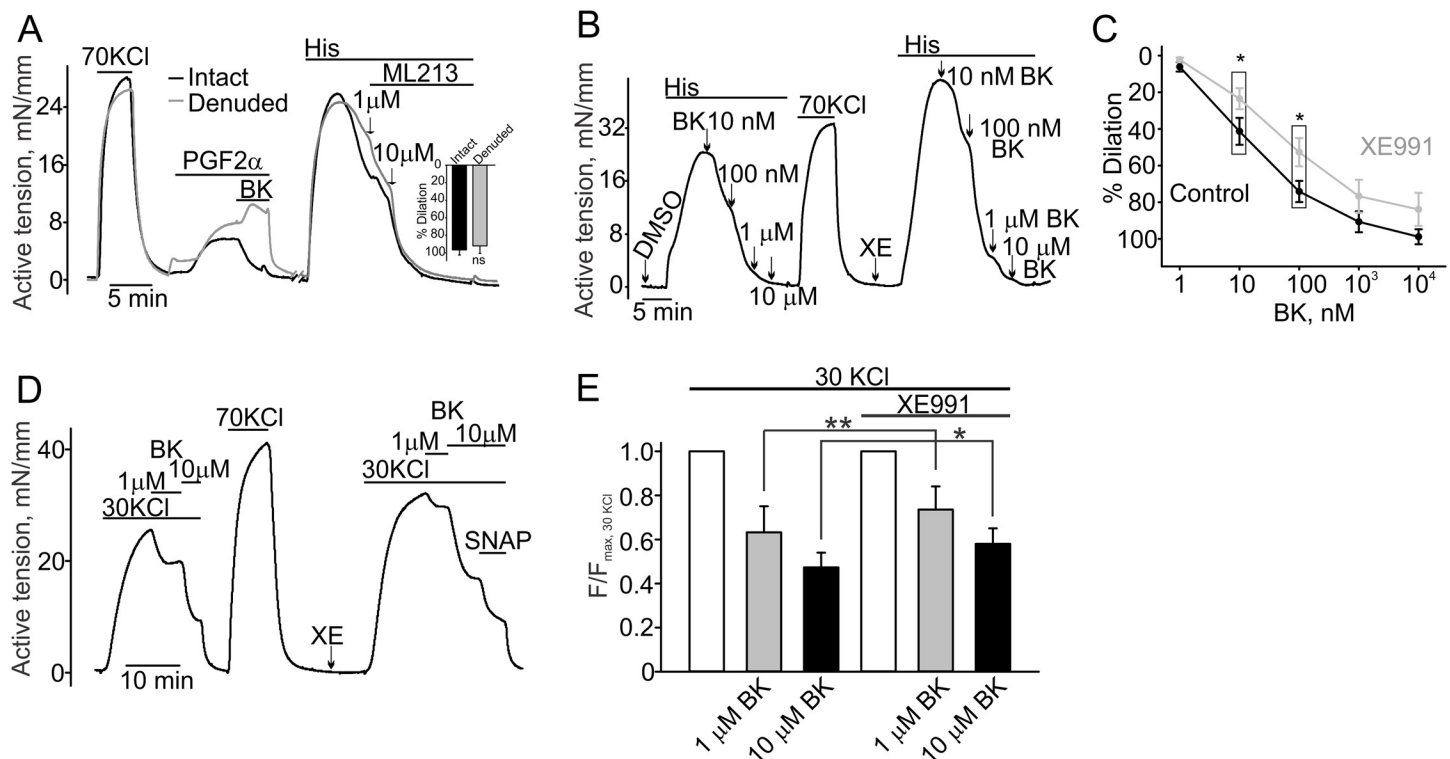 A
70KCl
Intact
Denuded
His
ML213
1μM
10μM
PGF2α
BK
Active tension, mN/mm
24
16
8
0
5 min
Intact
Denuded
% Dilation
0
20
40
60
80
100
ns
B
His
His
70KCl
10 nM BK
BK 10 nM
100 nM
100 nM
BK
DMSO
1 μM
10 μM
XE
1 μM BK
10 μM
BK
Active tension, mN/mm
32
16
8
0
5 min
C
% Dilation
0
20
40
60
80
100
*
*
XE991
Control
1
10
100
10³
10⁴
BK, nM
D
Active tension, mN/mm
40
20
0
BK
1μM
10μM
30KCl
70KCl
XE
BK
1μM
10μM
30KCl
SNAP
10 min
E
30 KCl
XE991
**
*
F/Fmax, 30 KCl
1.0
0.8
0.6
0.4
0.2
0
1 μM BK
10 μM BK
1 μM BK
10 μM BK